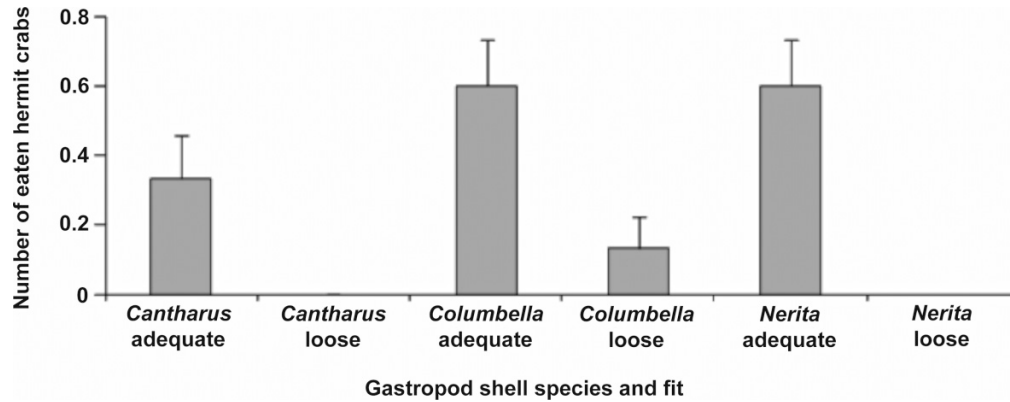 Number of eaten hermit crabs
0.8
0.6
0.4
0.2
0
Cantharus
adequate
Cantharus
loose
Columbella
adequate
Columbella
loose
Nerita
adequate
Nerita
loose
Gastropod shell species and fit